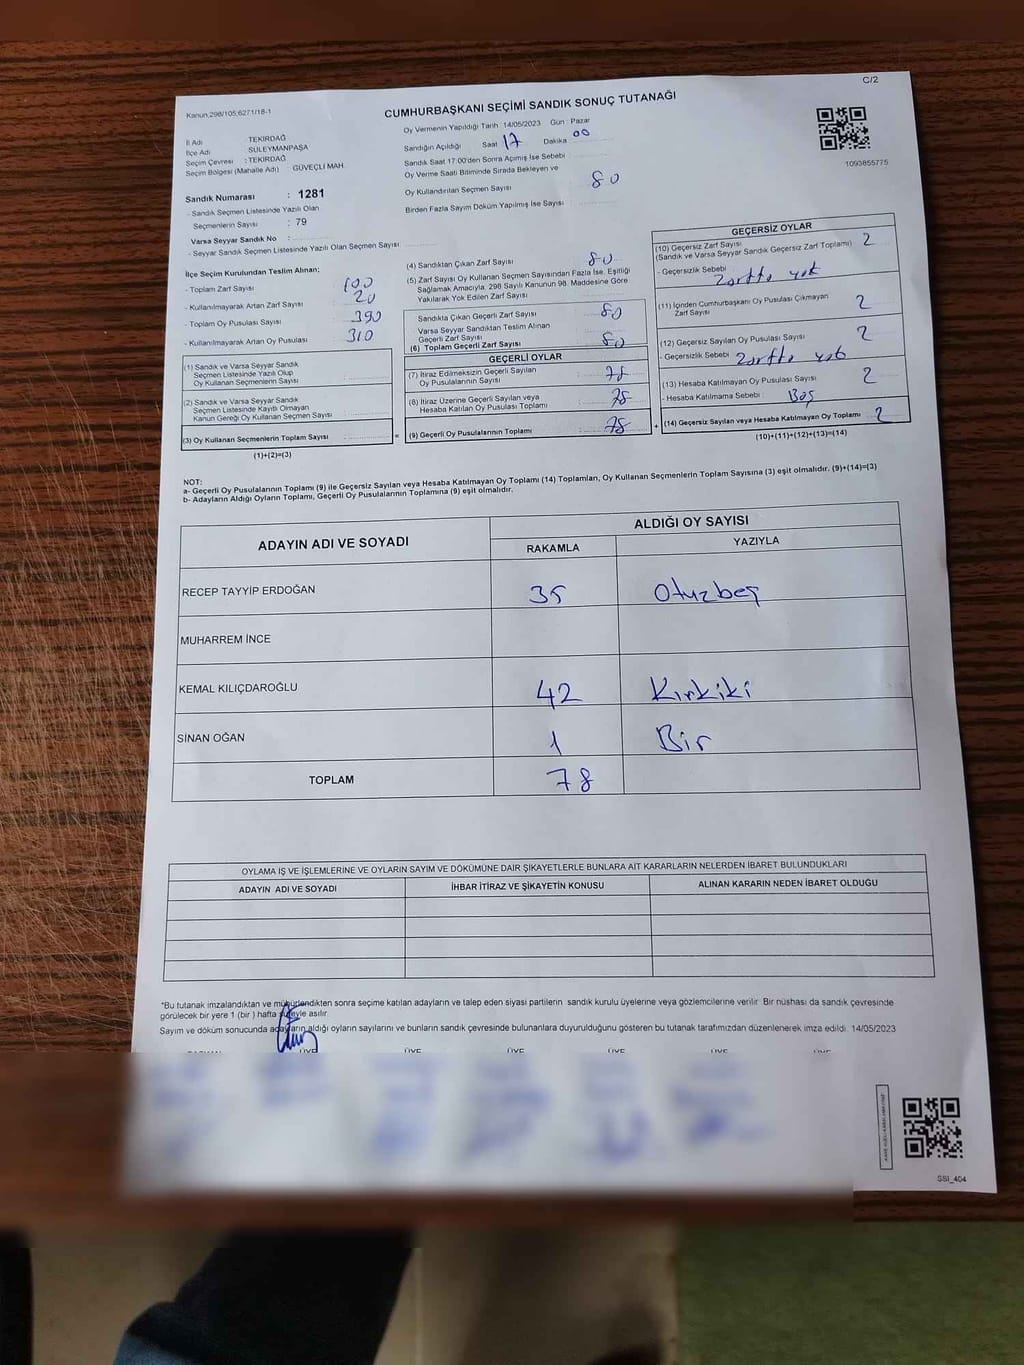 C/2
Kanun,298/105;6271/18-1
CUMHURBAŞKANI SEÇİMİ SANDIK SONUÇ TUTANAĞI
İl Adı : TEKİRDAĞ
İlçe Adı : SÜLEYMANPAŞA
Seçim Çevresi : TEKİRDAĞ
Seçim Bölgesi (Mahalle Adı) : GÜVEÇLİ MAH.
Oy Vermenin Yapıldığı Tarih : 14/05/2023 Gün : Pazar
Sandığın Açıldığı Saat 17 Dakika 00
Sandık Saat 17:00'den Sonra Açımış İse Sebebi
Oy Verme Saati Bitiminde Sırada Bekleyen ve
Oy Kullandırılan Seçmen Sayısı : 80
Birden Fazla Sayım Döküm Yapılmış İse Sayısı
1093855775
Sandık Numarası : 1281
- Sandık Seçmen Listesinde Yazılı Olan
Seçmenlerin Sayısı : 79
Varsa Seyyar Sandık No :
- Seyyar Sandık Seçmen Listesinde Yazılı Olan Seçmen Sayısı:
İlçe Seçim Kurulundan Teslim Alınan;
- Toplam Zarf Sayısı : 100
- Kullanılmayarak Artan Zarf Sayısı : 20
- Toplam Oy Pusulası Sayısı : 390
- Kullanılmayarak Artan Oy Pusulası : 310
(1) Sandık ve Varsa Seyyar Sandık
Seçmen Listesinde Yazılı Olup
Oy Kullanan Seçmenlerin Sayısı :
(2) Sandık ve Varsa Seyyar Sandık
Seçmen Listesinde Kayıtlı Olmayan
Kanun Gereği Oy Kullanan Seçmen Sayısı :
(3) Oy Kullanan Seçmenlerin Toplam Sayısı :
(1)+(2)=(3)
(4) Sandıktan Çıkan Zarf Sayısı : 80
(5) Zarf Sayısı Oy Kullanan Seçmen Sayısından Fazla İse, Eşitliği
Sağlamak Amacıyla, 298 Sayılı Kanunun 98. Maddesine Göre
Yakılarak Yok Edilen Zarf Sayısı :
Sandıkta Çıkan Geçerli Zarf Sayısı : 80
Varsa Seyyar Sandıktan Teslim Alınan
Geçerli Zarf Sayısı :
(6) Toplam Geçerli Zarf Sayısı : 80
GEÇERLİ OYLAR
(7) İtiraz Edilmeksizin Geçerli Sayılan
Oy Pusulalarının Sayısı : 78
(8) İtiraz Üzerine Geçerli Sayılan veya
Hesaba Katılan Oy Pusulası Toplamı : 78
(9) Geçerli Oy Pusulalarının Toplamı : 78
GEÇERSİZ OYLAR
(10) Geçersiz Zarf Sayısı
(Sandık ve Varsa Seyyar Sandık Geçersiz Zarf Toplamı) 2
- Geçersizlik Sebebi
zarfta yok
(11) İçinden Cumhurbaşkanı Oy Pusulası Çıkmayan
Zarf Sayısı 2
(12) Geçersiz Sayılan Oy Pusulası Sayısı : 2
- Geçersizlik Sebebi zarfta yok
(13) Hesaba Katılmayan Oy Pusulası Sayısı : 2
- Hesaba Katılmama Sebebi : Boş
(14) Geçersiz Sayılan veya Hesaba Katılmayan Oy Toplamı : 2
(10)+(11)+(12)+(13)=(14)
NOT:
a- Geçerli Oy Pusulalarının Toplamı (9) ile Geçersiz Sayılan veya Hesaba Katılmayan Oy Toplamı (14) Toplamları, Oy Kullanan Seçmenlerin Toplam Sayısına (3) eşit olmalıdır. (9)+(14)=(3)
b- Adayların Aldığı Oyların Toplamı, Geçerli Oy Pusulalarının Toplamına (9) eşit olmalıdır.
ADAYIN ADI VE SOYADI
ALDIĞI OY SAYISI
RAKAMLA YAZIYLA
RECEP TAYYİP ERDOĞAN 35 Otuzbeş
MUHARREM İNCE
KEMAL KILIÇDAROĞLU 42 Kırkiki
SİNAN OĞAN 1 Bir
TOPLAM 78
OYLAMA İŞ VE İŞLEMLERİNE VE OYLARIN SAYIM VE DÖKÜMÜNE DAİR ŞİKAYETLERLE BUNLARA AİT KARARLARIN NELERDEN İBARET BULUNDUKLARI
ADAYIN ADI VE SOYADI İHBAR İTİRAZ VE ŞİKAYETİN KONUSU ALINAN KARARIN NEDEN İBARET OLDUĞU
*Bu tutanak imzalandıktan ve mühürlendikten sonra seçime katılan adayların ve talep eden siyasi partilerin sandık kurulu üyelerine veya gözlemcilerine verilir. Bir nüshası da sandık çevresinde
görülecek bir yere 1 (bir ) hafta süreyle asılır.
Sayım ve döküm sonucunda adayların aldığı oyların sayılarını ve bunların sandık çevresinde bulunanlara duyurulduğunu gösteren bu tutanak tarafımızdan düzenlenerek imza edildi. 14/05/2023
ÜYE ÜYE ÜYE ÜYE ÜYE ÜYE
SSI_404